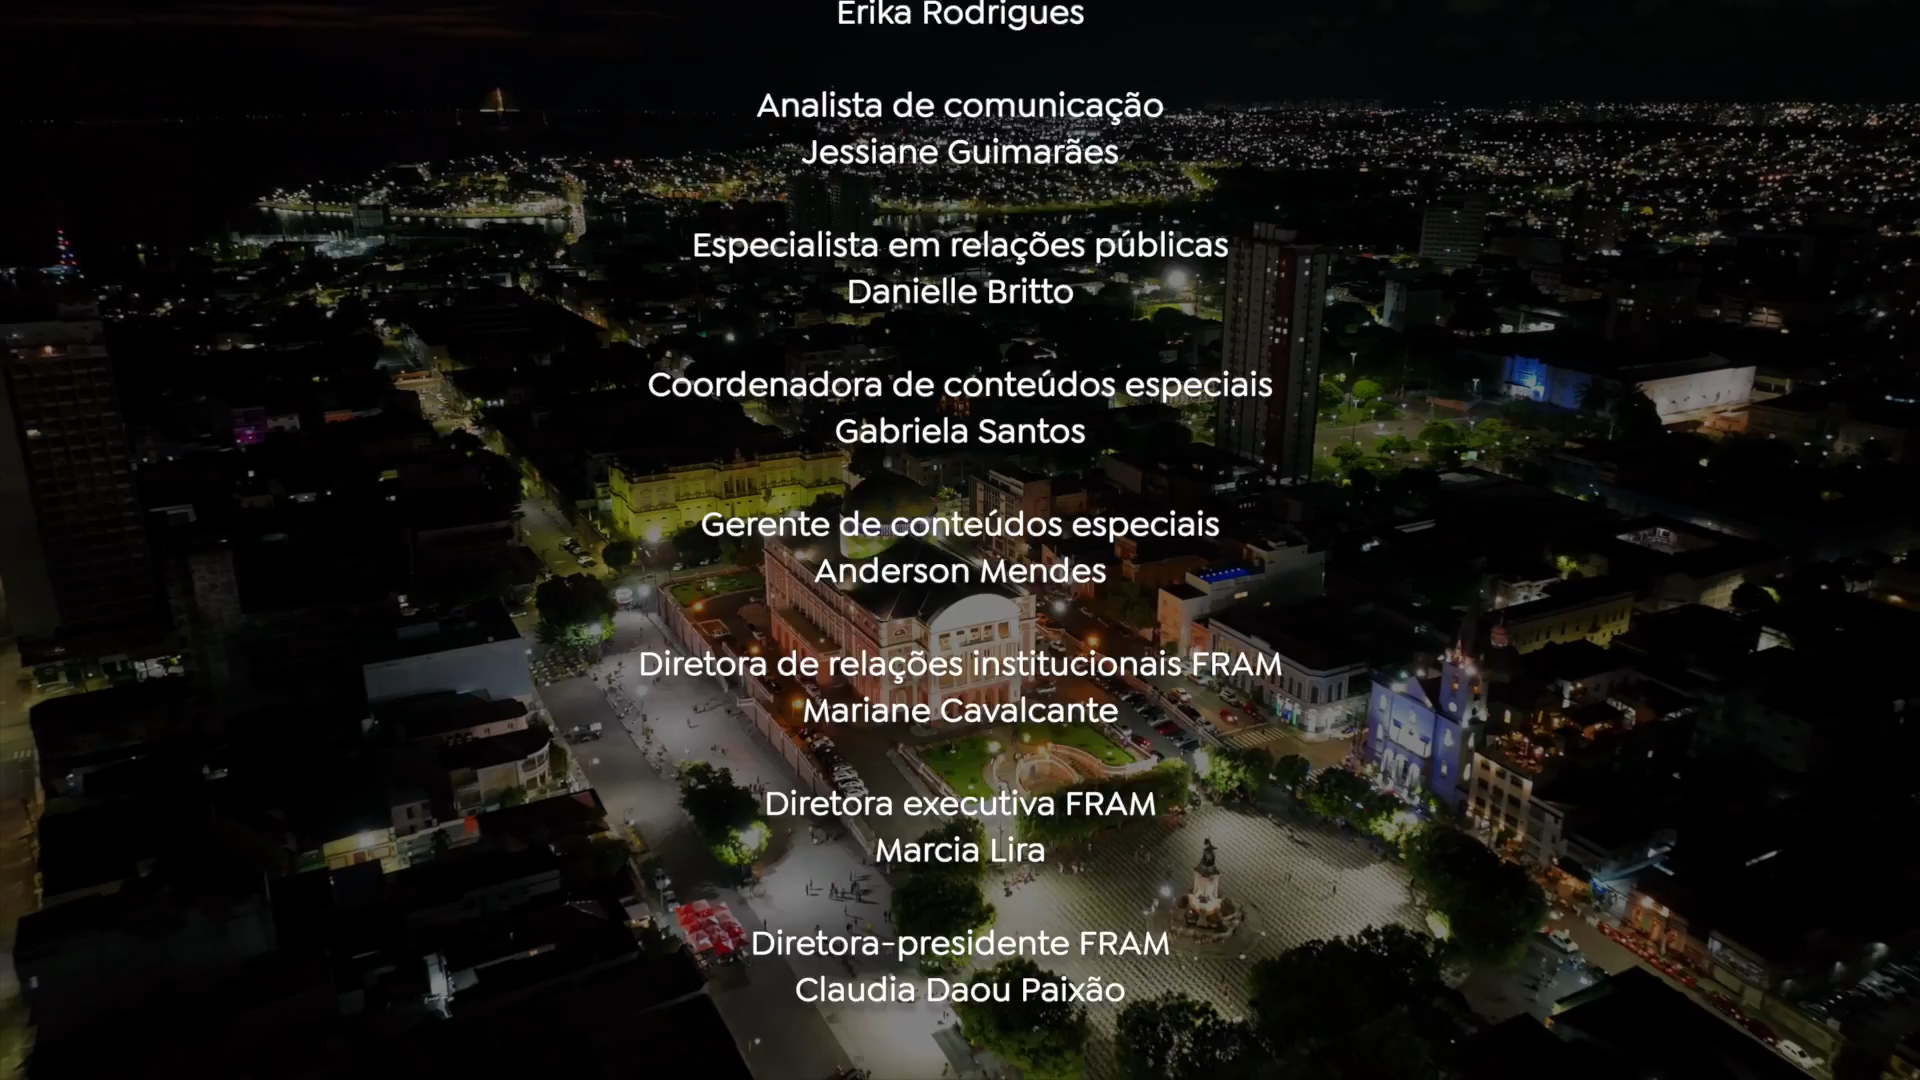 Erika Rodrigues
Analista de comunicação
Jessiane Guimarães
Especialista em relações públicas
Danielle Britto
Coordenadora de conteúdos especiais
Gabriela Santos
Gerente de conteúdos especiais
Anderson Mendes
Diretora de relações institucionais FRAM
Mariane Cavalcante
Diretora executiva FRAM
Marcia Lira
Diretora-presidente FRAM
Claudia Daou Paixão